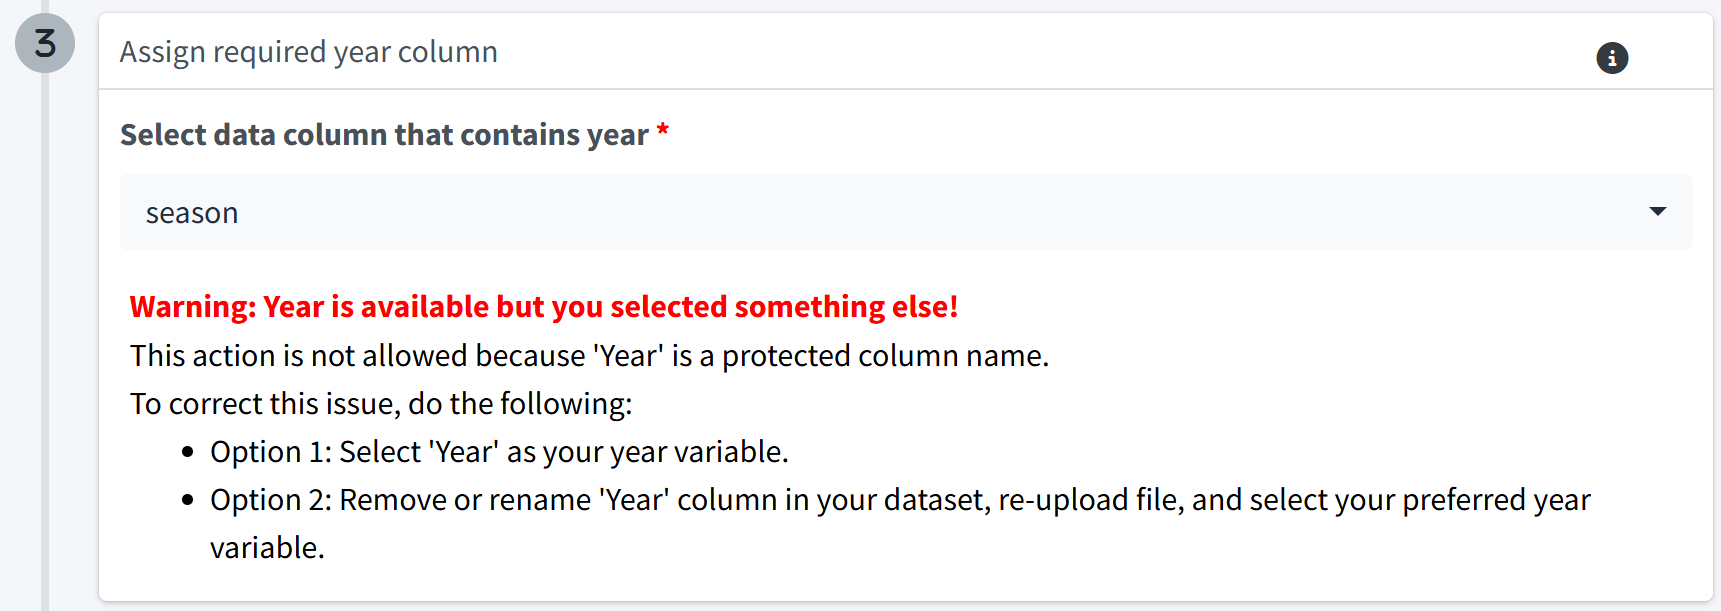 3
Assign required year column
Select data column that contains year *
season
Warning: Year is available but you selected something else!
This action is not allowed because 'Year' is a protected column name.
To correct this issue, do the following:
• Option 1: Select 'Year' as your year variable.
• Option 2: Remove or rename 'Year' column in your dataset, re-upload file, and select your preferred year
variable.